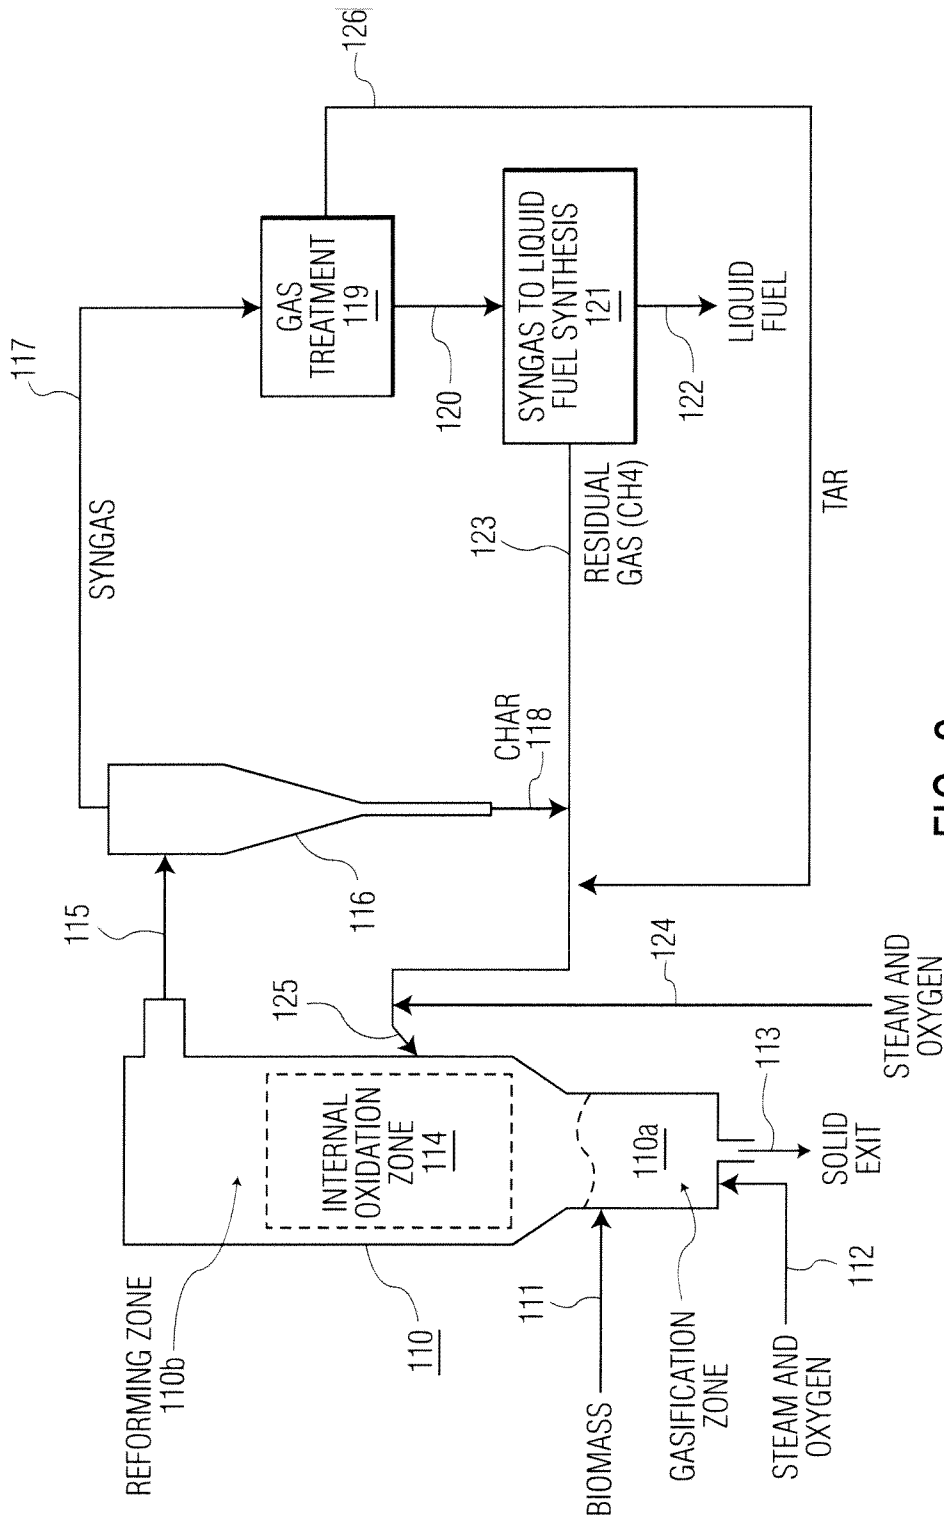 117
115
SYNGAS
REFORMING ZONE
110b
125
GAS
TREATMENT
119
126
INTERNAL
OXIDATION
ZONE
114
116
110
120
CHAR
118
123
111
SYNGAS TO LIQUID
FUEL SYNTHESIS
121
BIOMASS
RESIDUAL
GAS (CH4)
110a
124
122
GASIFICATION
ZONE
LIQUID
FUEL
113
STEAM AND
OXYGEN
112
SOLID
EXIT
TAR
STEAM AND
OXYGEN
FIG.